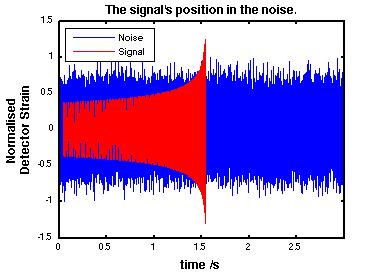 The signal's position in the noise.
1.5
Noise
Signal
1
0.5
0
-0.5
-1
-1.5
Normalised
Detector Strain
0
0.5
1
1.5
2
2.5
time /s